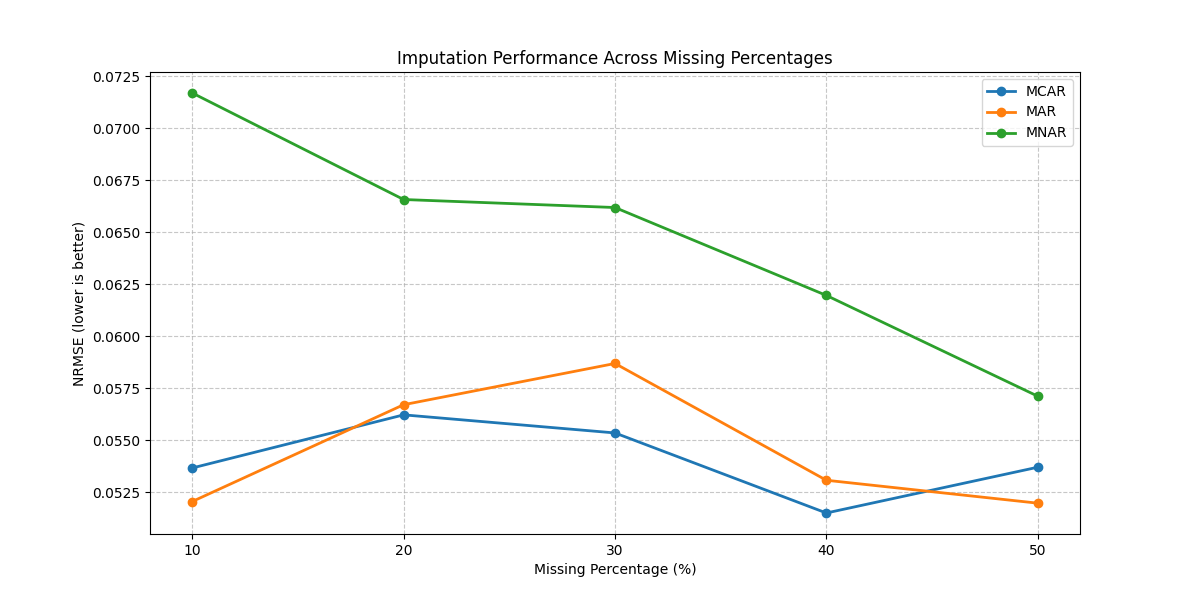 Imputation Performance Across Missing Percentages
MCAR
MAR
MNAR
NRMSE (lower is better)
0.0725
0.0700
0.0675
0.0650
0.0625
0.0600
0.0575
0.0550
0.0525
10 20 30 40 50
Missing Percentage (%)